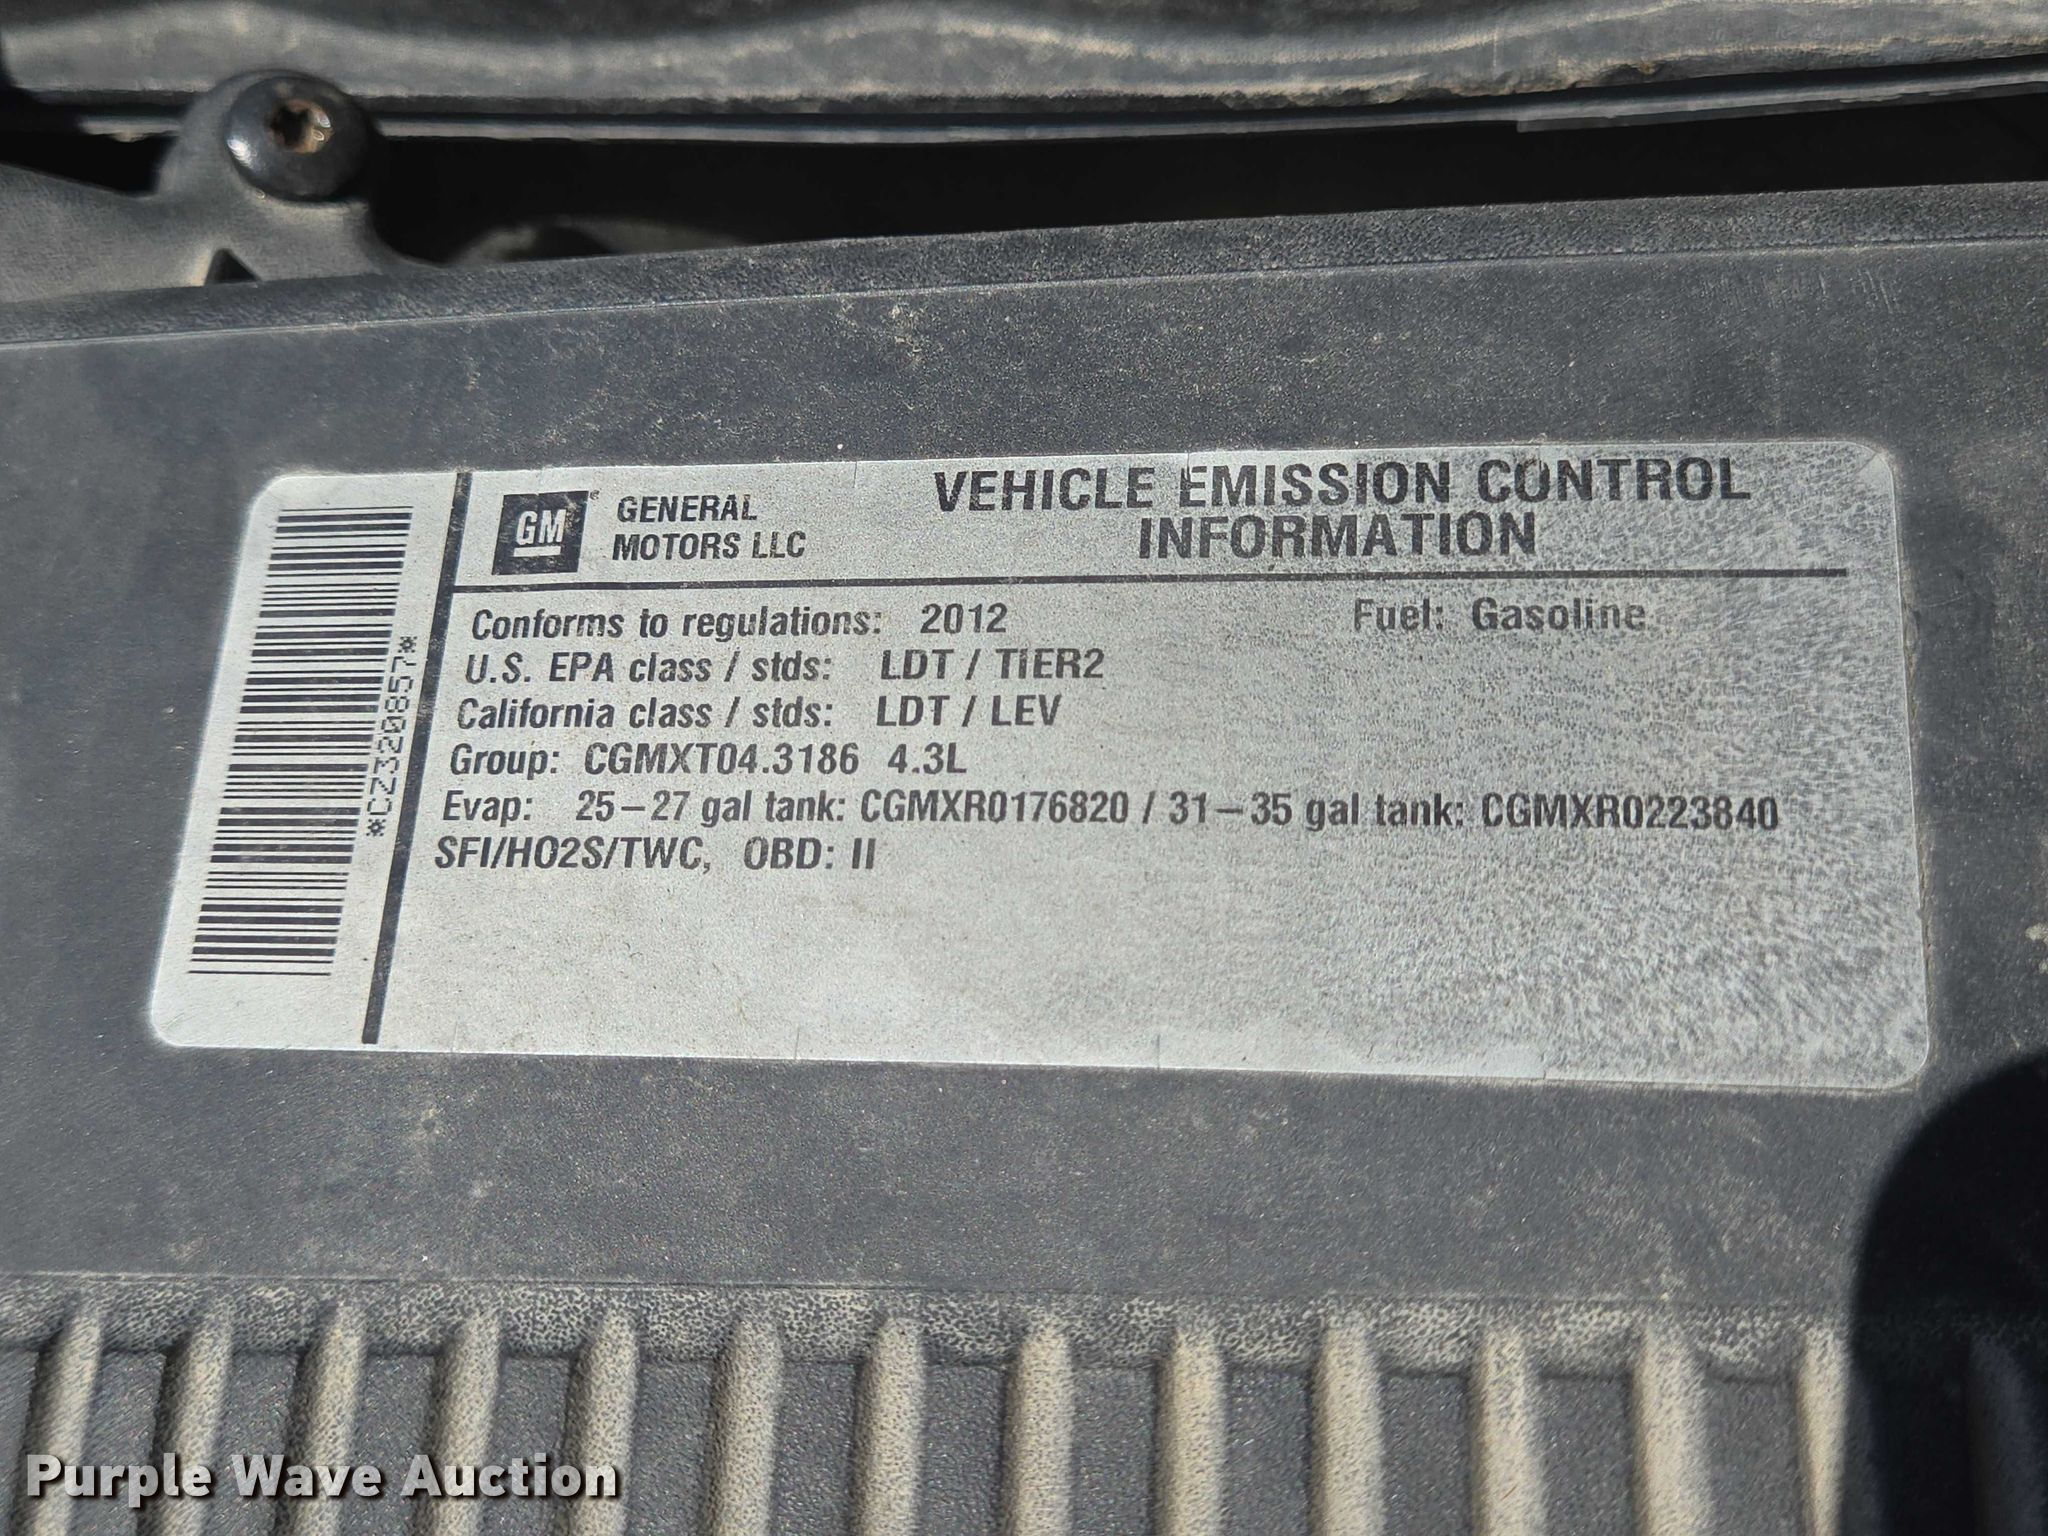 GM
GENERAL
MOTORS LLC
VEHICLE EMISSION CONTROL
INFORMATION
Conforms to regulations: 2012 Fuel: Gasoline
U.S. EPA class / stds: LDT / TIER2
California class / stds: LDT / LEV
Group: CGMXT04.3186 4.3L
Evap: 25–27 gal tank: CGMXR0176820 / 31–35 gal tank: CGMXR0223840
SFI/HO2S/TWC, OBD: II
*CZ320857*
Purple Wave Auction